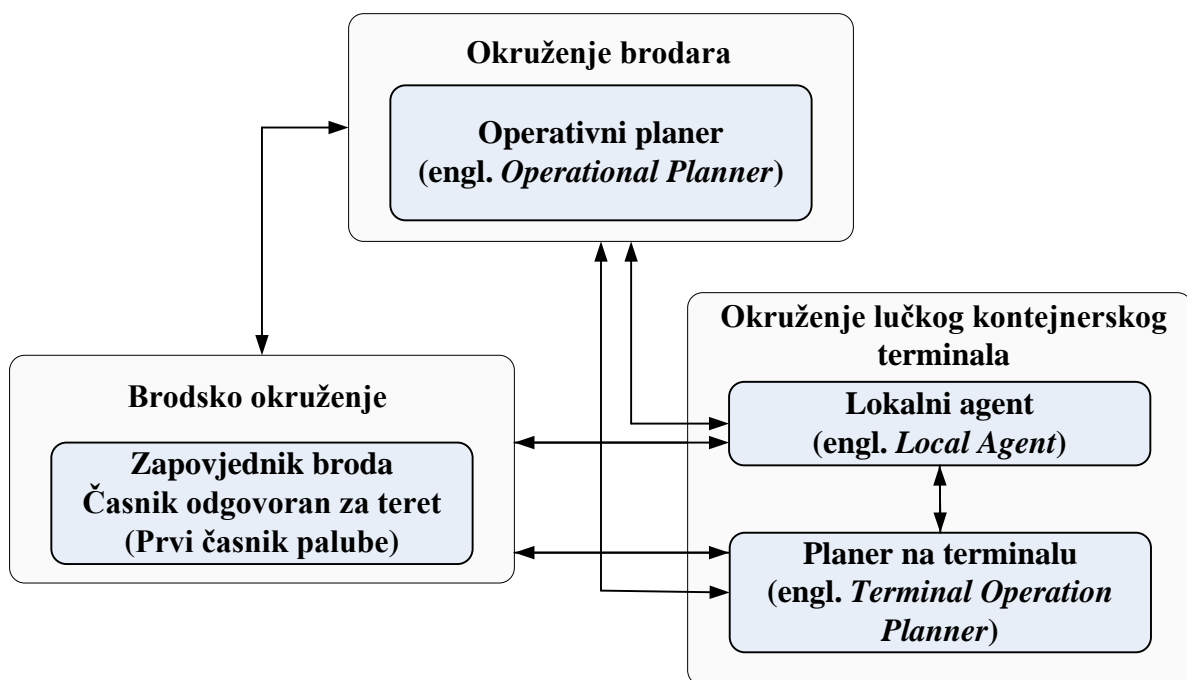 Okruženje brodara
Operativni planer
(engl. Operational Planner)
Okruženje lučkog kontejnerskog
terminala
Lokalni agent
(engl. Local Agent)
Planer na terminalu
(engl. Terminal Operation
Planner)
Brodsko okruženje
Zapovjednik broda
Časnik odgovoran za teret
(Prvi časnik palube)